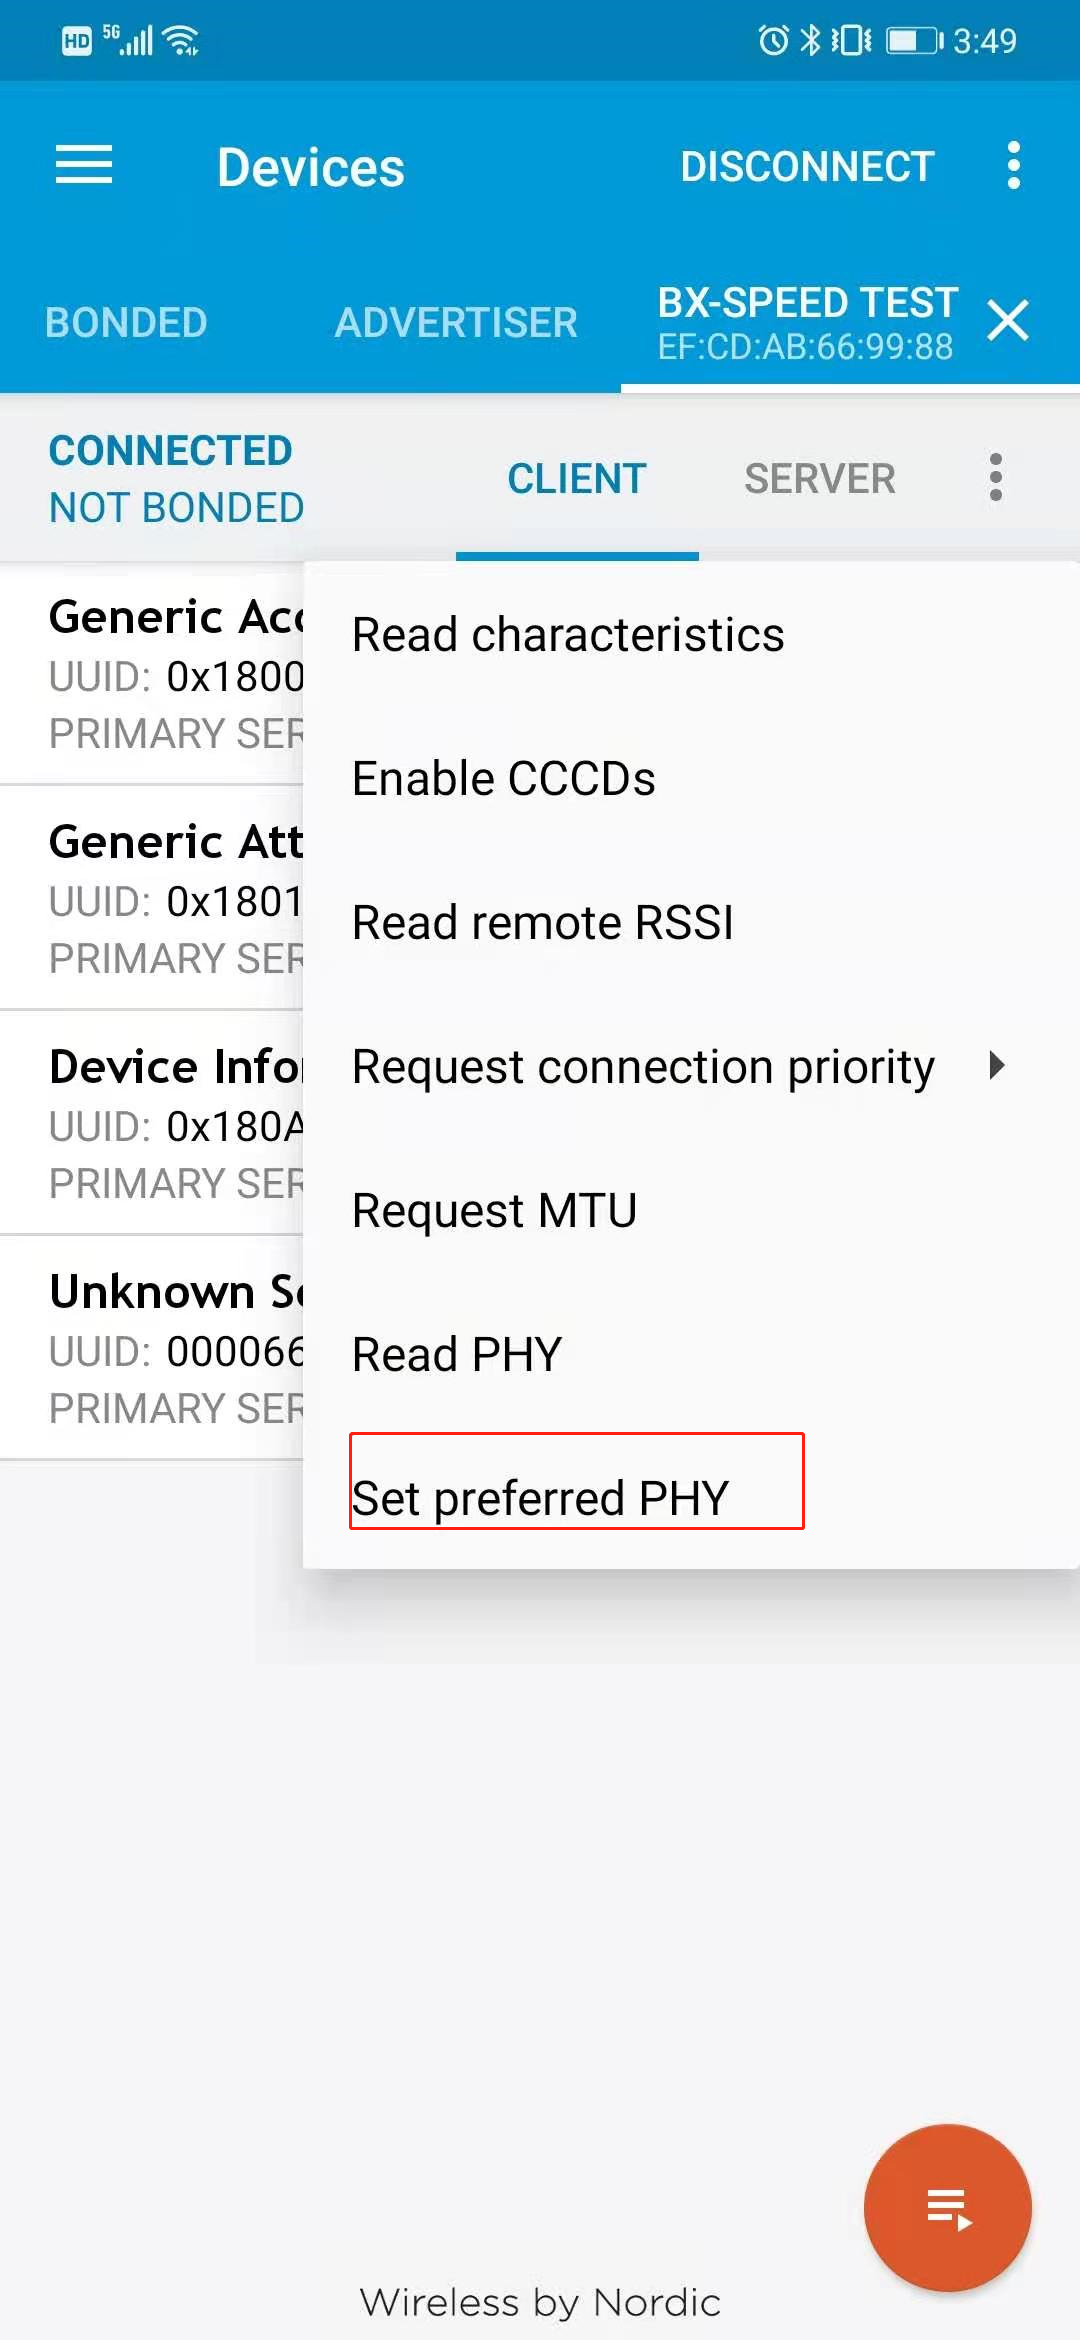 HD 5G 3:49
Devices DISCONNECT
BONDED ADVERTISER BX-SPEED TEST
EF:CD:AB:66:99:88
CONNECTED
NOT BONDED
CLIENT SERVER
Generic Acc
UUID: 0x1800
PRIMARY SER
Generic Att
UUID: 0x1801
PRIMARY SER
Device Infor
UUID: 0x180A
PRIMARY SER
Unknown Se
UUID: 000066
PRIMARY SER
Read characteristics
Enable CCCDs
Read remote RSSI
Request connection priority
Request MTU
Read PHY
Set preferred PHY
Wireless by Nordic